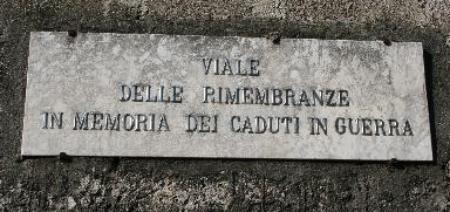 VIALE
DELLE RIMEMBRANZE
IN MEMORIA DEI CADUTI IN GUERRA